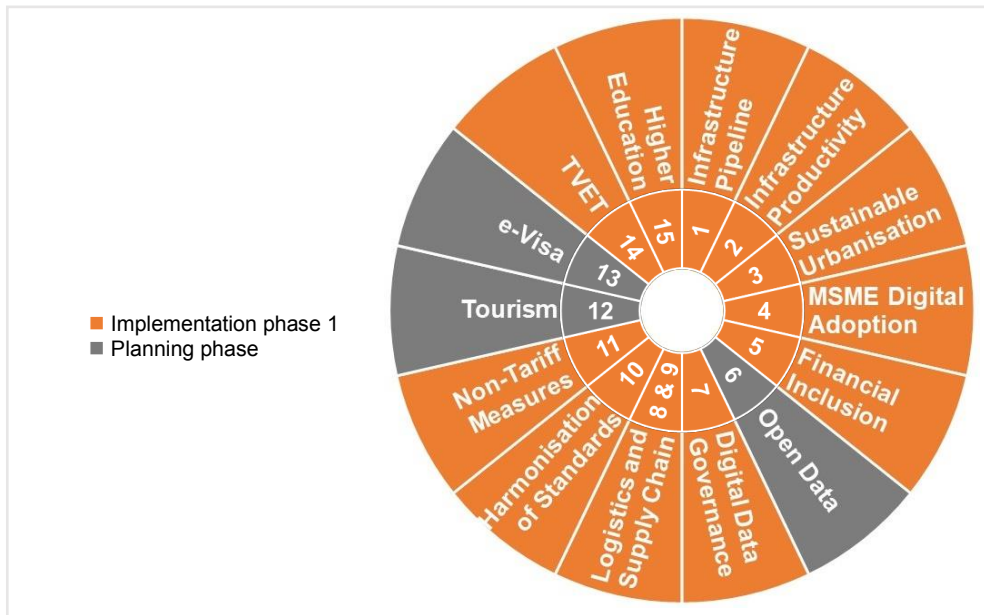 Implementation phase 1
Planning phase
Infrastructure
Pipeline
1
Infrastructure
Productivity
2
Sustainable
Urbanisation
3
MSME Digital
Adoption
4
Financial
Inclusion
5
Open Data
6
Digital Data
Governance
7
Logistics and
Supply Chain
8 & 9
Harmonisation
of Standards
10
Non-Tariff
Measures
11
Tourism
12
e-Visa
13
TVET
14
Higher
Education
15